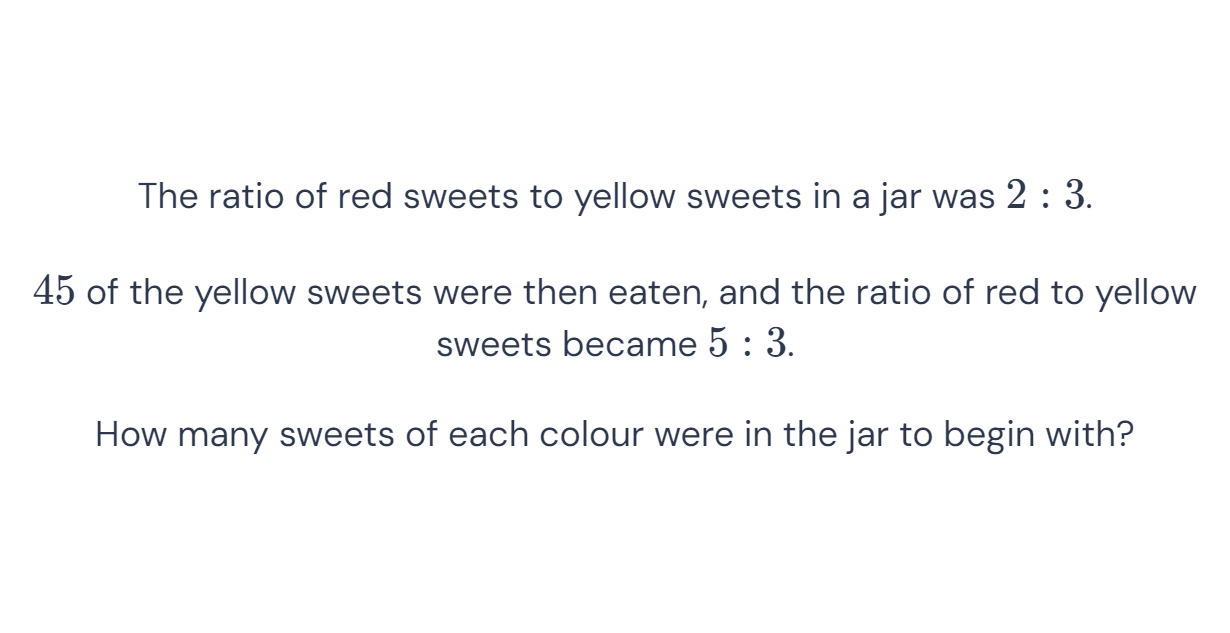 The ratio of red sweets to yellow sweets in a jar was 2 : 3.
45 of the yellow sweets were then eaten, and the ratio of red to yellow
sweets became 5 : 3.
How many sweets of each colour were in the jar to begin with?